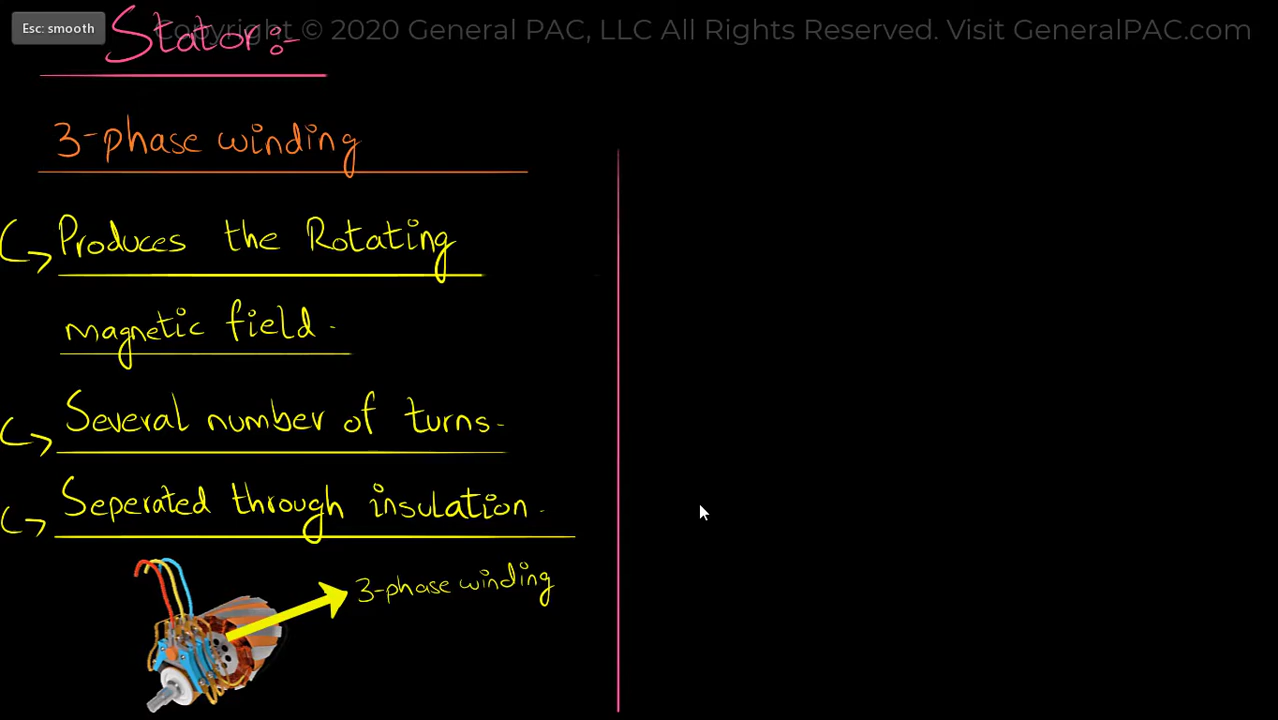 Esc: smooth
Copyright © 2020 General PAC, LLC All Rights Reserved. Visit GeneralPAC.com
Stator:-
3-phase winding
Produces the Rotating
magnetic field.
Several number of turns.
Seperated through insulation.
3-phase winding